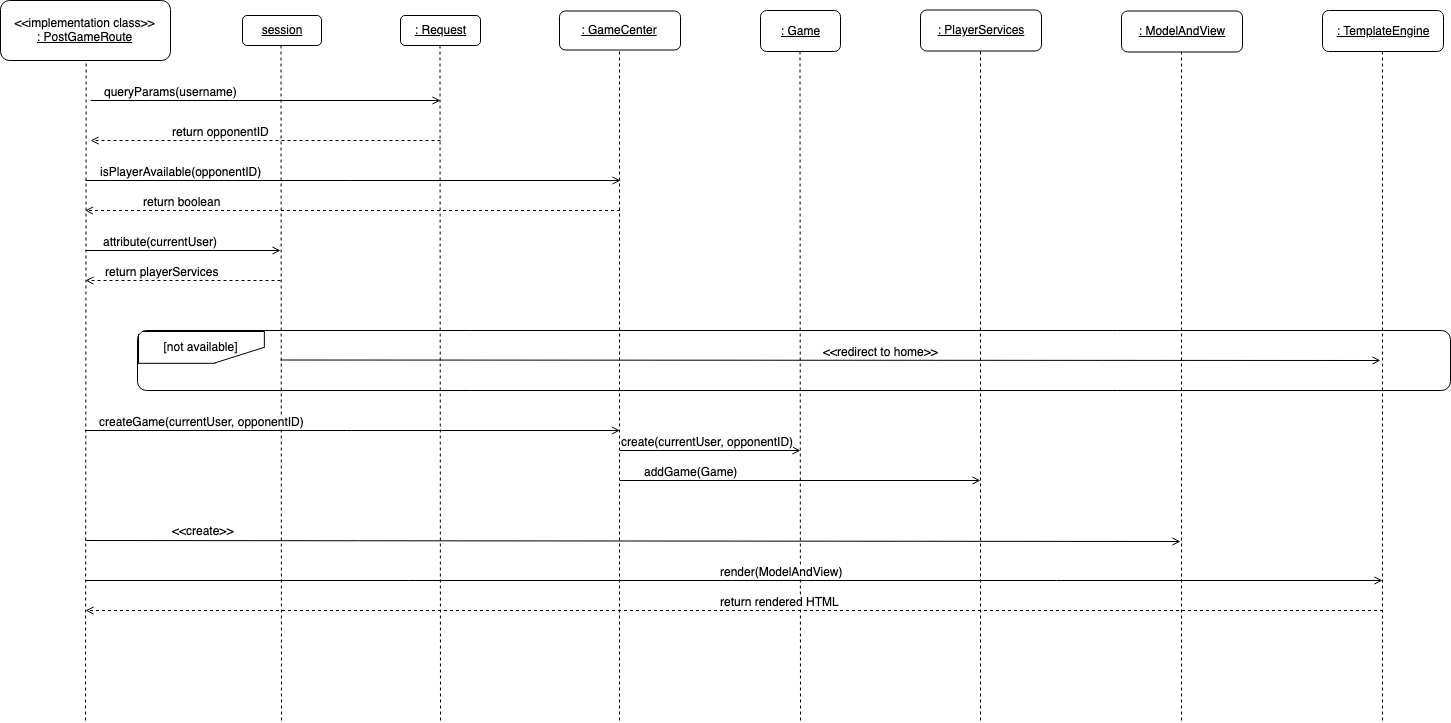 <<implementation class>>
: PostGameRoute
session
: Request
: GameCenter
: Game
: PlayerServices
: ModelAndView
: TemplateEngine
queryParams(username)
return opponentID
isPlayerAvailable(opponentID)
return boolean
attribute(currentUser)
return playerServices
[not available]
<<redirect to home>>
createGame(currentUser, opponentID)
create(currentUser, opponentID)
addGame(Game)
<<create>>
render(ModelAndView)
return rendered HTML